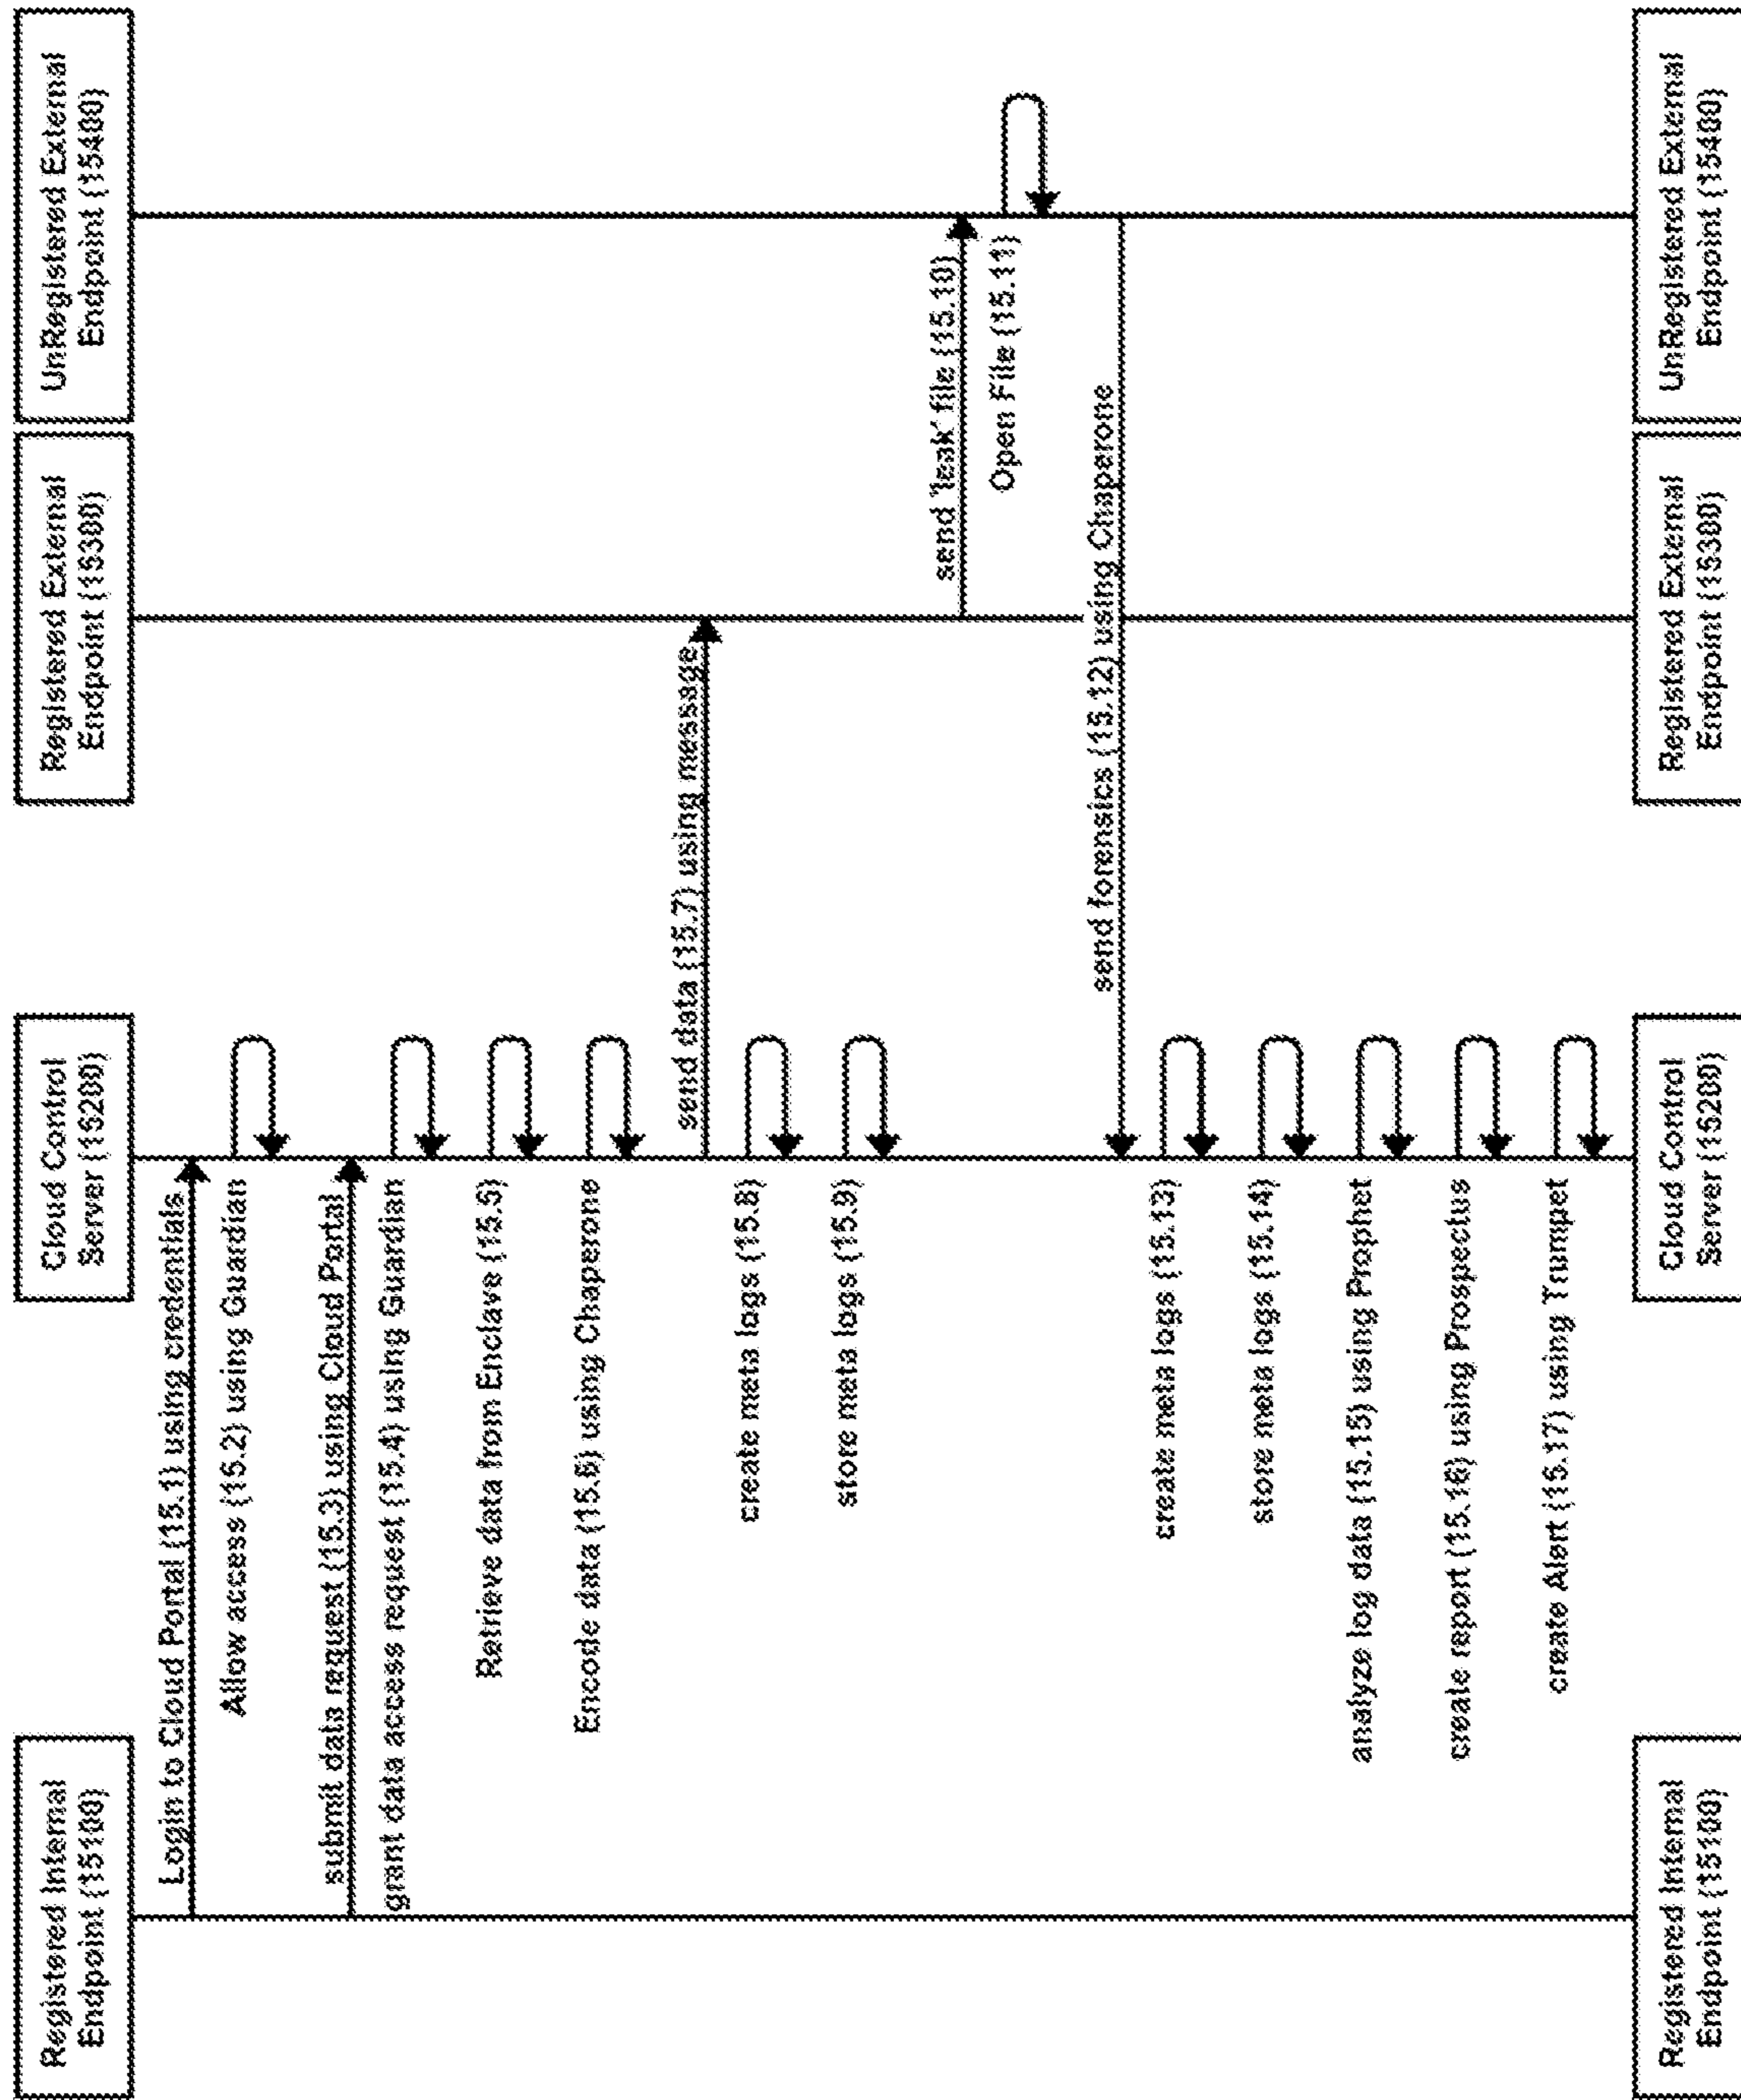 Registered Internal
Endpoint (15100)
Cloud Control
Server (15200)
Registered External
Endpoint (15300)
UnRegistered External
Endpoint (15400)
Login to Cloud Portal (15.1) using credentials
Allow access (15.2) using Guardian
submit data request (15.3) using Cloud Portal
grant data access request (15.4) using Guardian
Retrieve data from Enclave (15.5)
Encode data (15.6) using Chaperone
send data (15.7) using message
create meta logs (15.8)
store meta logs (15.9)
send 'leak' file (15.10)
Open File (15.11)
send forensics (15.12) using Chaperone
create meta logs (15.13)
store meta logs (15.14)
analyze log data (15.15) using Prophet
create report (15.16) using Prospectus
create Alert (15.17) using Trumpet
Registered Internal
Endpoint (15100)
Cloud Control
Server (15200)
Registered External
Endpoint (15300)
UnRegistered External
Endpoint (15400)